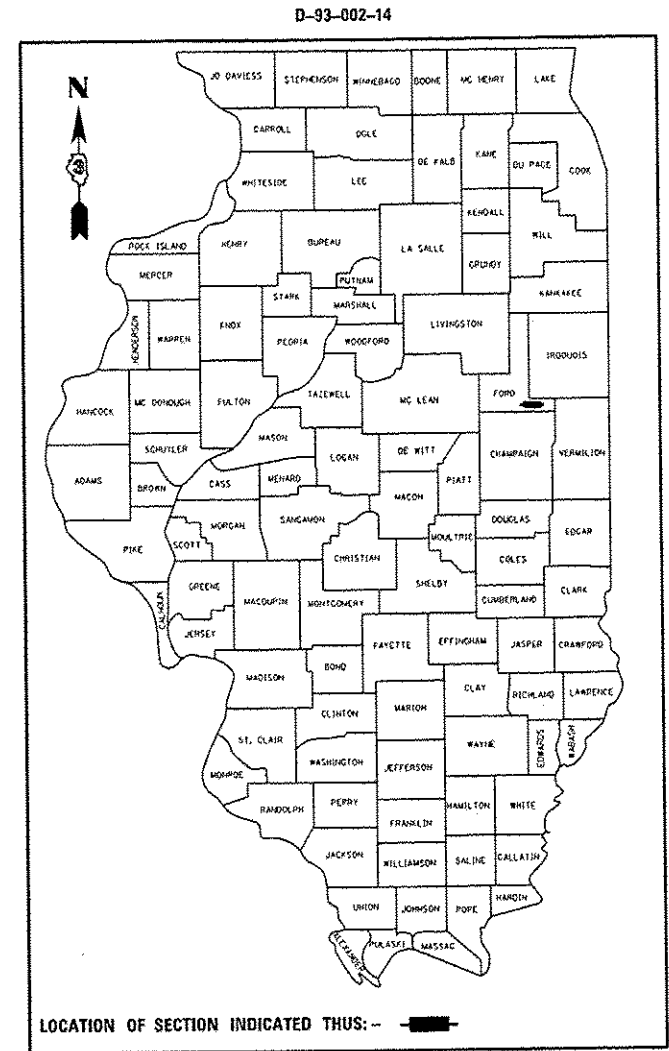 D-93-002-14
N
JO DAVIESS STEPHENSON WINNEBAGO BOONE MC HENRY LAKE
CARROLL OGLE
DE KALB KANE DU PAGE COOK
WHITESIDE LEE
KENDALL
ROCK ISLAND HENRY BUREAU LA SALLE WILL
GRUNDY
MERCER PUTNAM
STARK MARSHALL KANKAKEE
HENDERSON WARREN KNOX LIVINGSTON
PEORIA WOODFORD IROQUOIS
HANCOCK MC DONOUGH FULTON TAZEWELL MC LEAN FORD
MASON
SCHUYLER LOGAN DE WITT CHAMPAIGN VERMILION
ADAMS BROWN CASS MENARD MACON PIATT
MORGAN SANGAMON DOUGLAS
PIKE SCOTT CHRISTIAN MOULTRIE COLES EDGAR
GREENE SHELBY
CALHOUN MACOUPIN MONTGOMERY CUMBERLAND CLARK
JERSEY FAYETTE EFFINGHAM JASPER CRAWFORD
MADISON BOND
CLAY RICHLAND LAWRENCE
CLINTON MARION
ST. CLAIR WAYNE EDWARDS WABASH
WASHINGTON JEFFERSON
MONROE
RANDOLPH PERRY HAMILTON WHITE
FRANKLIN
JACKSON WILLIAMSON SALINE GALLATIN
UNION JOHNSON POPE HARDIN
ALEXANDER PULASKI MASSAC
LOCATION OF SECTION INDICATED THUS: -